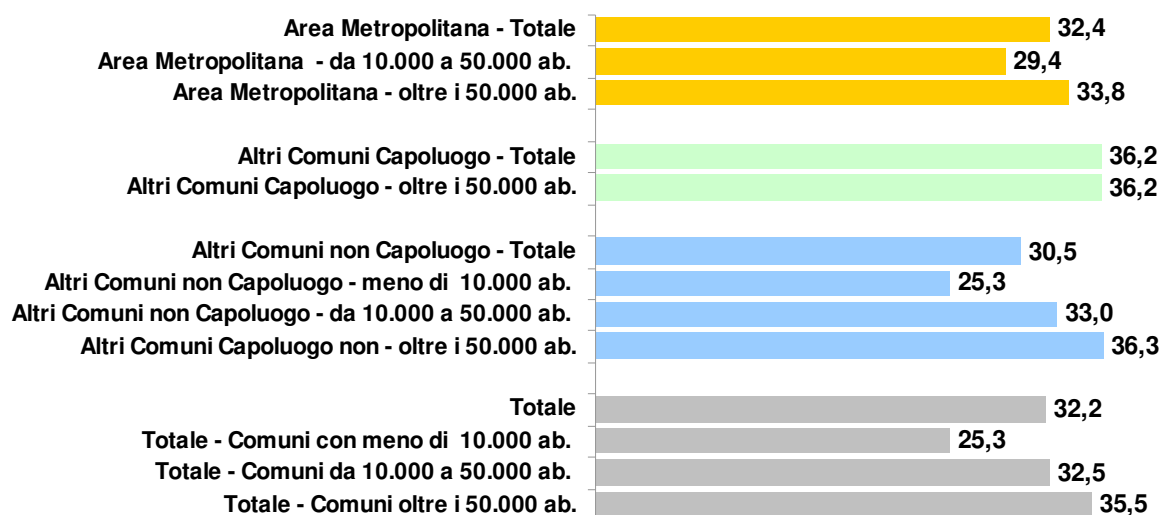 Area Metropolitana - Totale 32,4
Area Metropolitana - da 10.000 a 50.000 ab. 29,4
Area Metropolitana - oltre i 50.000 ab. 33,8
Altri Comuni Capoluogo - Totale 36,2
Altri Comuni Capoluogo - oltre i 50.000 ab. 36,2
Altri Comuni non Capoluogo - Totale 30,5
Altri Comuni non Capoluogo - meno di 10.000 ab. 25,3
Altri Comuni non Capoluogo - da 10.000 a 50.000 ab. 33,0
Altri Comuni Capoluogo non - oltre i 50.000 ab. 36,3
Totale 32,2
Totale - Comuni con meno di 10.000 ab. 25,3
Totale - Comuni da 10.000 a 50.000 ab. 32,5
Totale - Comuni oltre i 50.000 ab. 35,5